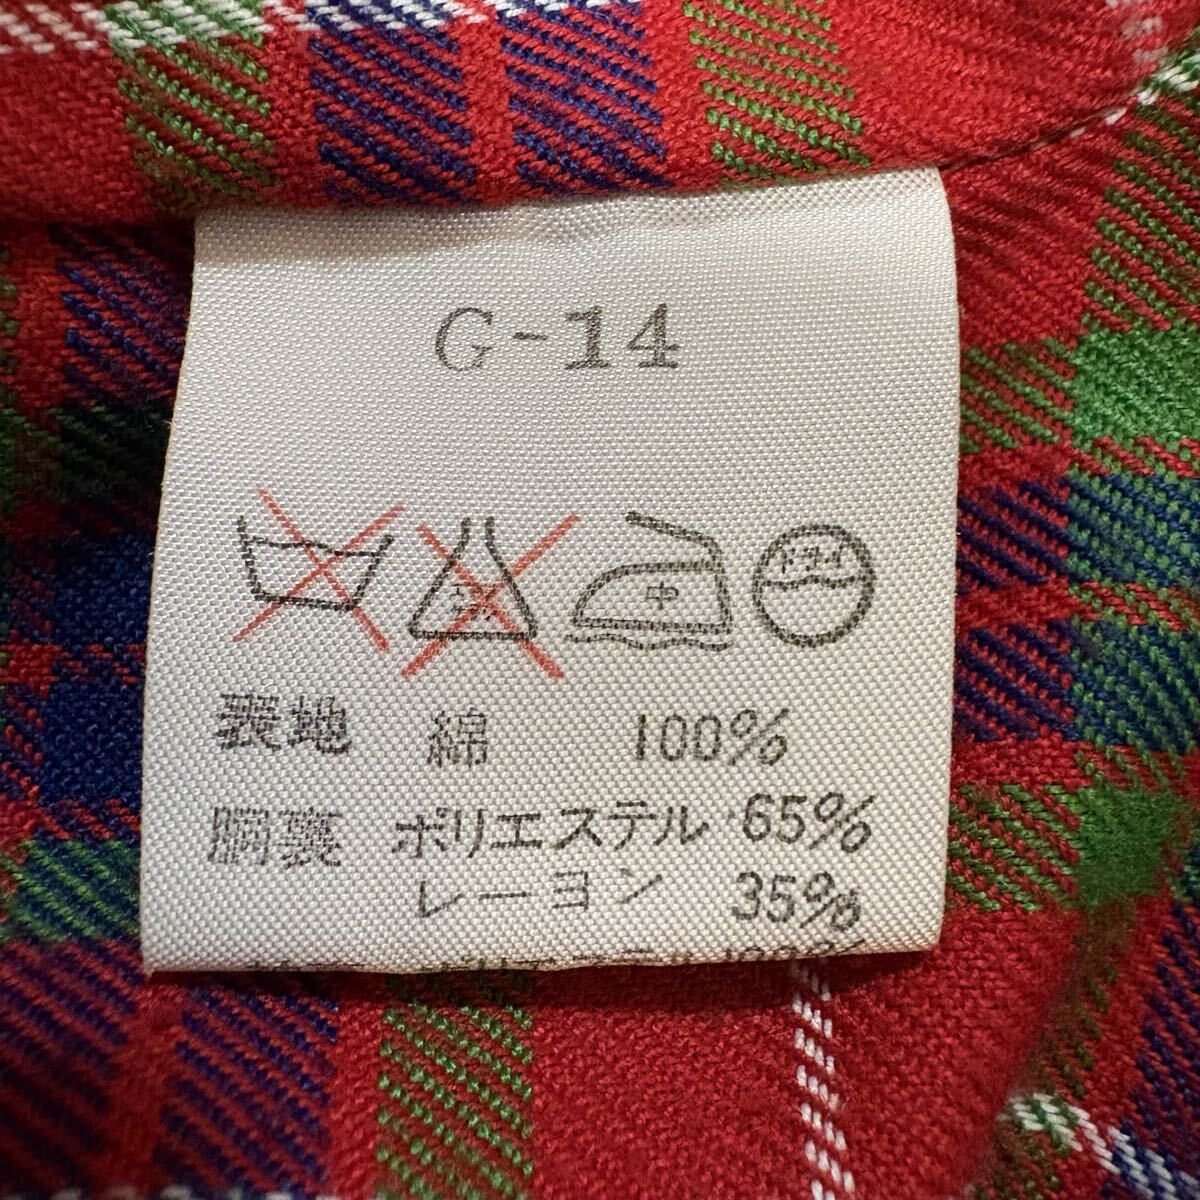 G-14
中
表地 綿 100%
胴裏 ポリエステル 65%
レーヨン 35%